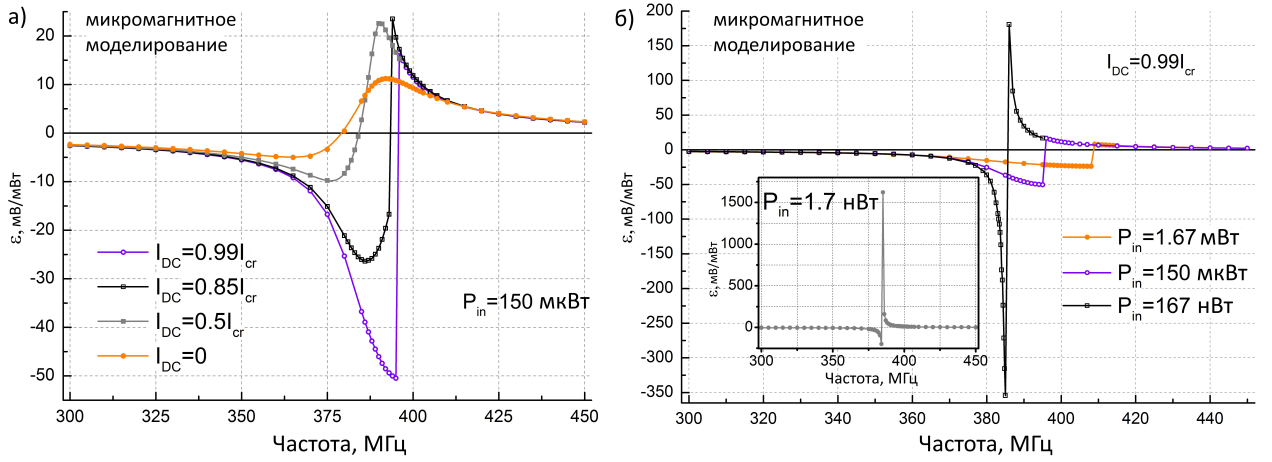 а)
микромагнитное
моделирование
ε, мВ/мВт
20
10
0
-10
-20
-30
-40
-50
I_DC=0.99I_cr
I_DC=0.85I_cr
I_DC=0.5I_cr
I_DC=0
P_in=150 мкВт
300 325 350 375 400 425 450
Частота, МГц
б)
микромагнитное
моделирование
I_DC=0.99I_cr
ε, мВ/мВт
200
150
100
50
0
-50
-100
-150
-200
-250
-300
-350
P_in=1.7 нВт
ε, мВ/мВт
1500
1000
500
0
300 350 400 450
Частота, МГц
P_in=1.67 мВт
P_in=150 мкВт
P_in=167 нВт
300 320 340 360 380 400 420 440
Частота, МГц